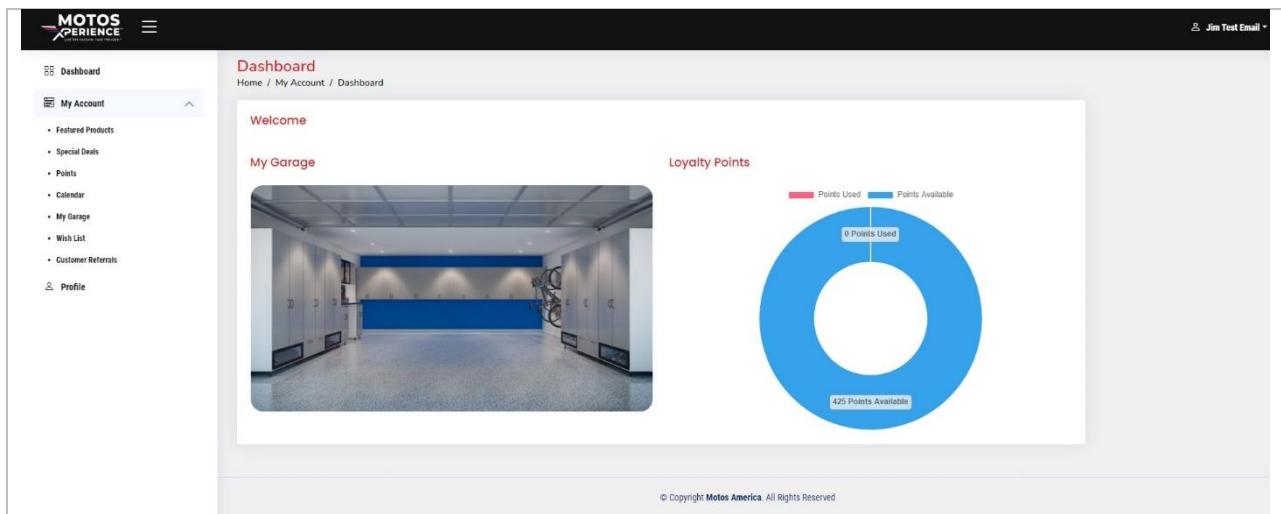 MOTOS
XPERIENCE
Jim Test Email
Dashboard
My Account
Featured Products
Special Deals
Points
Calendar
My Garage
Wish List
Customer Referrals
Profile
Dashboard
Home / My Account / Dashboard
Welcome
My Garage
Loyalty Points
Points Used
Points Available
0 Points Used
425 Points Available
© Copyright Motos America. All Rights Reserved